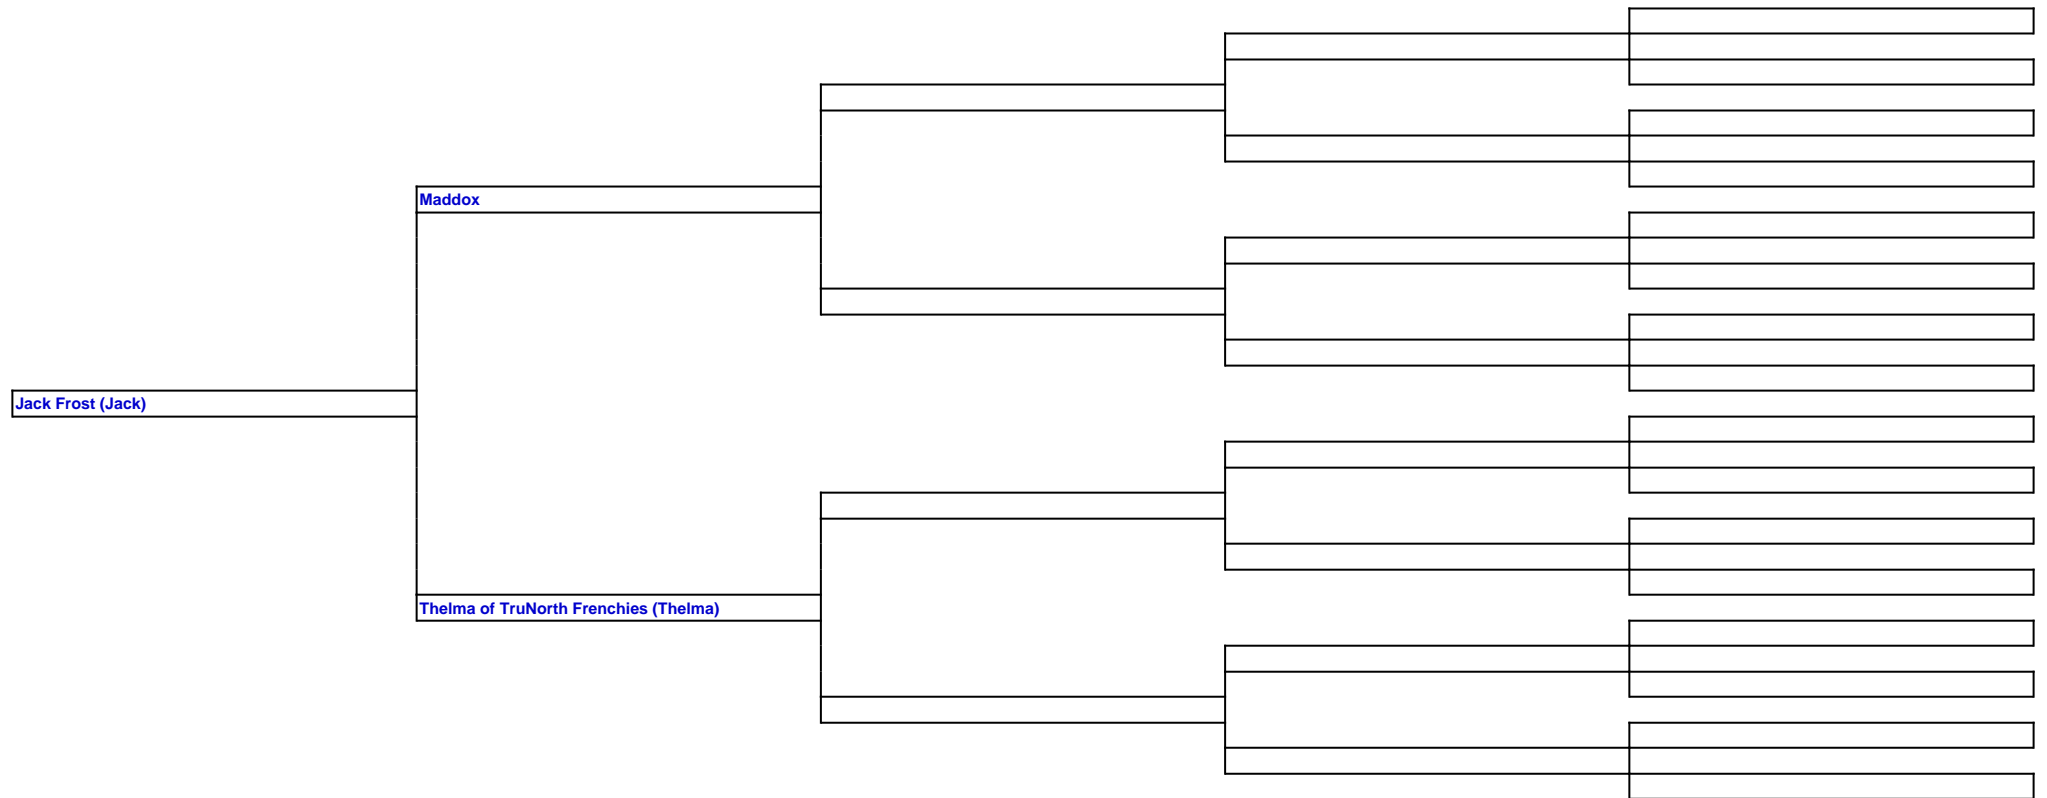 Maddox
Jack Frost (Jack)
Thelma of TruNorth Frenchies (Thelma)